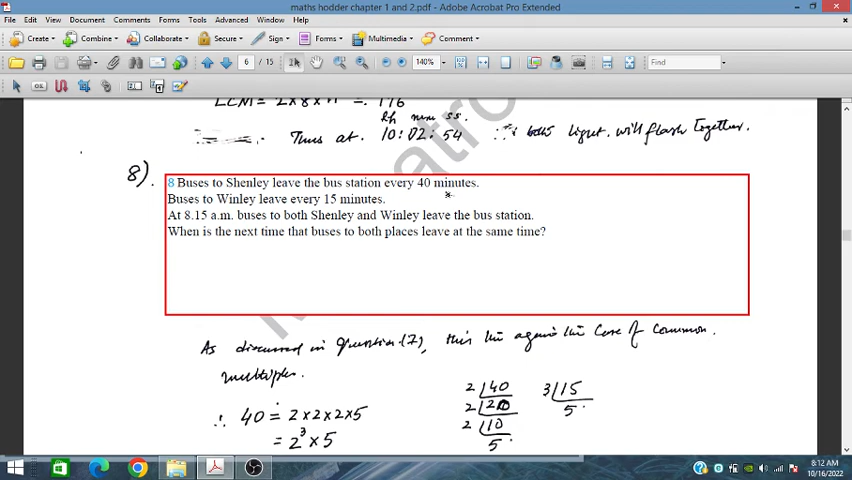 maths hodder chapter 1 and 2.pdf - Adobe Acrobat Pro Extended
File Edit View Document Comments Forms Tools Advanced Window Help
Create Combine Collaborate Secure Sign Forms Multimedia Comment
6 / 15 140% Find
LCM = 2 × 8 × 11 = 176
hh mm ss.
Thus at. 10:02:54 light. will flash together.
8).
8 Buses to Shenley leave the bus station every 40 minutes.
Buses to Winley leave every 15 minutes.
At 8.15 a.m. buses to both Shenley and Winley leave the bus station.
When is the next time that buses to both places leave at the same time?
As discussed in Question (7), this is again the case of common
multiples.
∴ 40 = 2×2×2×5
= 2³ × 5
2 40
2 20
2 10
5
3 15
5
8:12 AM
10/16/2022